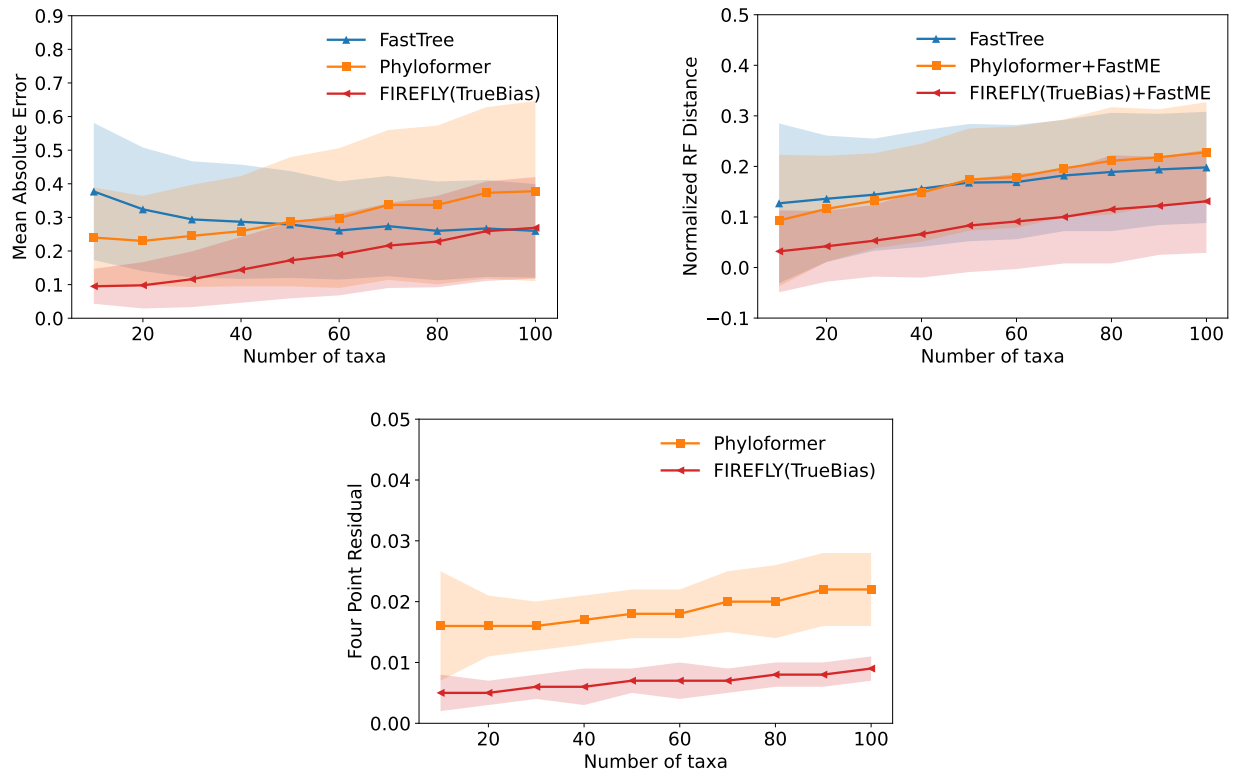 0.9
0.8
0.7
0.6
0.5
0.4
0.3
0.2
0.1
0.0
Mean Absolute Error
FastTree
Phyloformer
FIREFLY(TrueBias)
20 40 60 80 100
Number of taxa
0.5
0.4
0.3
0.2
0.1
0.0
−0.1
Normalized RF Distance
FastTree
Phyloformer+FastME
FIREFLY(TrueBias)+FastME
20 40 60 80 100
Number of taxa
0.05
0.04
0.03
0.02
0.01
0.00
Four Point Residual
Phyloformer
FIREFLY(TrueBias)
20 40 60 80 100
Number of taxa